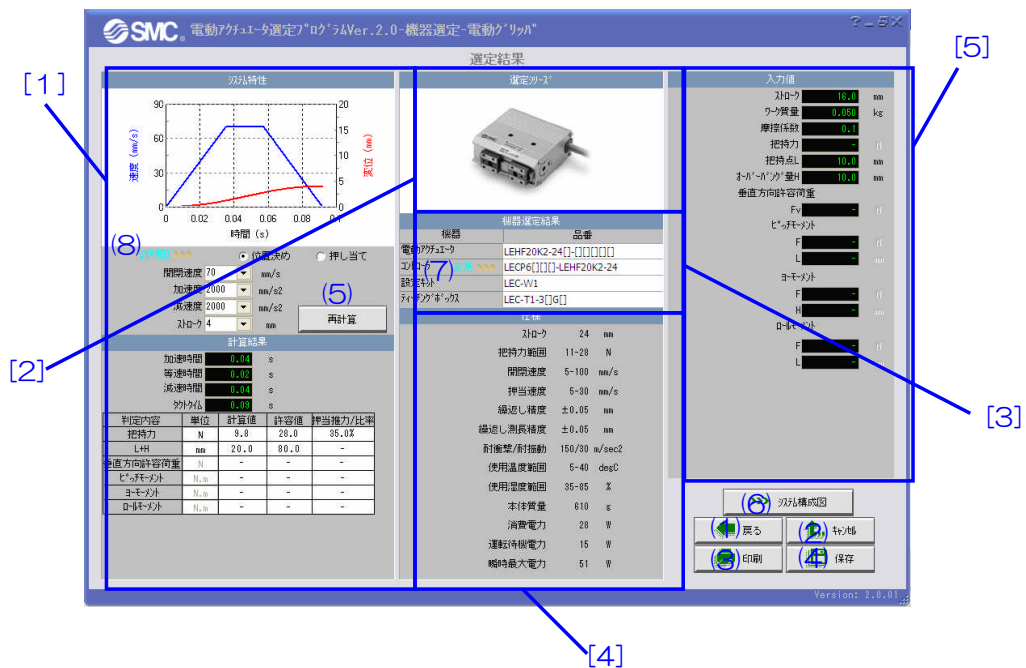 SMC. 電動ｱｸﾁｭｴｰﾀ選定ﾌﾟﾛｸﾞﾗﾑVer.2.0-機器選定-電動ｸﾞﾘｯﾊﾟ
選定結果
[1]
[2]
[3]
[4]
[5]
ｼｽﾃﾑ特性
速度 (mm/s)
90
60
30
0
20
15
10
5
0
変位 (mm)
0 0.02 0.04 0.06 0.08 0.1
時間 (s)
(8)
位置決め 押し当て
開閉速度 70 mm/s
加速度 2000 mm/s2
減速度 2000 mm/s2
ｽﾄﾛｰｸ 4 mm
(5)
再計算
計算結果
加速時間 0.04 s
等速時間 0.02 s
減速時間 0.04 s
ﾀｸﾄﾀｲﾑ 0.09 s
判定内容 単位 計算値 許容値 押当推力/比率
把持力 N 9.8 28.0 35.0%
L+H mm 20.0 80.0 -
垂直方向許容荷重 N - - -
ﾋﾟｯﾁﾓｰﾒﾝﾄ N.m - - -
ﾖｰﾓｰﾒﾝﾄ N.m - - -
ﾛｰﾙﾓｰﾒﾝﾄ N.m - - -
選定ｼﾘｰｽﾞ
機器選定結果
機器 品番
電動ｱｸﾁｭｴｰﾀ LEHF20K2-24[]-[][][][]
ｺﾝﾄﾛｰﾗ (7) 変更 LECP6[][][]-LEHF20K2-24
設定ｷｯﾄ LEC-W1
ﾃｨｰﾁﾝｸﾞﾎﾞｯｸｽ LEC-T1-3[]G[]
仕様
ｽﾄﾛｰｸ 24 mm
把持力範囲 11-28 N
開閉速度 5-100 mm/s
押当速度 5-30 mm/s
繰返し精度 ±0.05 mm
繰返し測長精度 ±0.05 mm
耐衝撃/耐振動 150/30 m/sec2
使用温度範囲 5-40 degC
使用湿度範囲 35-85 %
本体質量 610 g
消費電力 28 W
運転待機電力 15 W
瞬時最大電力 51 W
入力値
ｽﾄﾛｰｸ 16.0 mm
ﾜｰｸ質量 0.050 kg
摩擦係数 0.1
把持力 -
把持点L 10.0 mm
ｵｰﾊﾞｰﾊﾝｸﾞ量H 10.0 mm
垂直方向許容荷重
Fv -
ﾋﾟｯﾁﾓｰﾒﾝﾄ
F -
L -
ﾖｰﾓｰﾒﾝﾄ
F -
H -
ﾛｰﾙﾓｰﾒﾝﾄ
F -
L -
(6) ｼｽﾃﾑ構成図
(1) 戻る (2) ｷｬﾝｾﾙ
(3) 印刷 (4) 保存
Version: 2.0.01